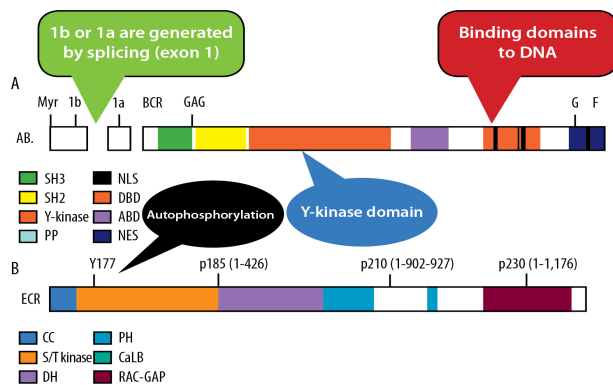 1b or 1a are generated
by splicing (exon 1)
Binding domains
to DNA
A
Myr 1b 1a BCR GAG G F
AB.
SH3 NLS
SH2 DBD
Y-kinase ABD
PP NES
Autophosphorylation
Y-kinase domain
B
Y177 p185 (1-426) p210 (1-902-927) p230 (1-1,176)
ECR
CC PH
S/T kinase CaLB
DH RAC-GAP